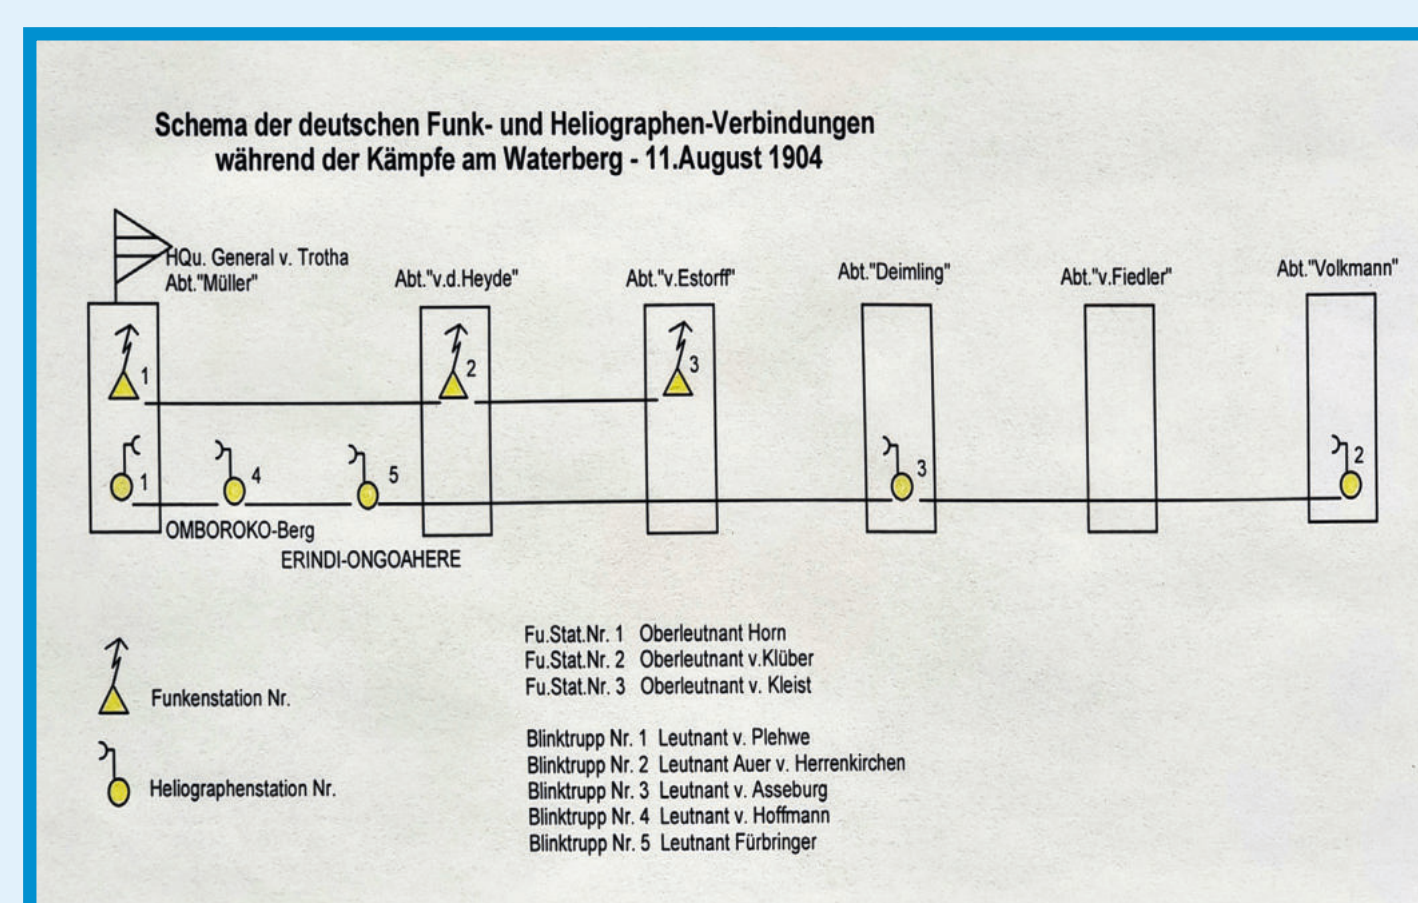 Schema der deutschen Funk- und Heliographen-Verbindungen
während der Kämpfe am Waterberg - 11.August 1904
HQu. General v. Trotha
Abt."Müller"
Abt."v.d.Heyde"
Abt."v.Estorff"
Abt."Deimling"
Abt."v.Fiedler"
Abt."Volkmann"
1
2
3
1
4
5
3
2
OMBOROKO-Berg
ERINDI-ONGOAHERE
Funkenstation Nr.
Heliographenstation Nr.
Fu.Stat.Nr. 1 Oberleutnant Horn
Fu.Stat.Nr. 2 Oberleutnant v.Klüber
Fu.Stat.Nr. 3 Oberleutnant v. Kleist
Blinktrupp Nr. 1 Leutnant v. Plehwe
Blinktrupp Nr. 2 Leutnant Auer v. Herrenkirchen
Blinktrupp Nr. 3 Leutnant v. Asseburg
Blinktrupp Nr. 4 Leutnant v. Hoffmann
Blinktrupp Nr. 5 Leutnant Fürbringer